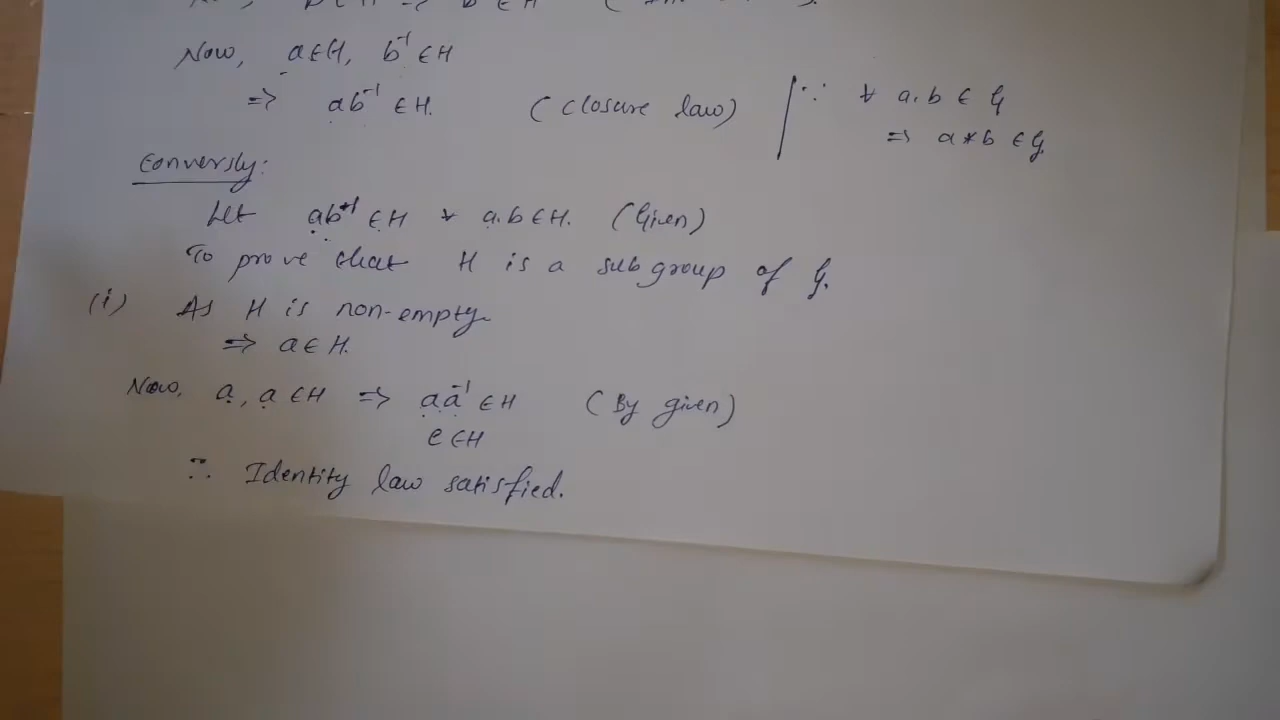 Now, a∈H, b⁻¹ ∈H
⇒ ab⁻¹ ∈H. (closure law) | ∵ ∀ a,b ∈ G
⇒ a*b ∈G.
Conversly:
Let ab⁻¹ ∈H ∀ a,b∈H. (Given)
To prove that H is a subgroup of G.
(i) As H is non-empty
⇒ a∈H.
Now, a, a∈H ⇒ aa⁻¹ ∈H (By given)
e∈H
∴ Identity law satisfied.